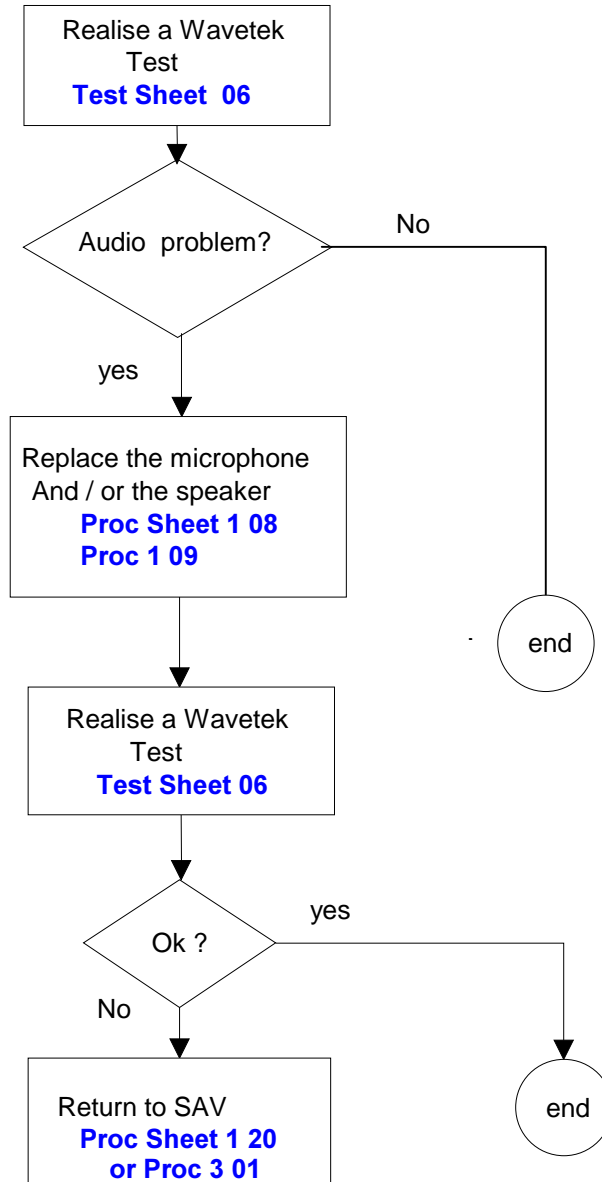 Realise a Wavetek
Test
Test Sheet 06
Audio problem?
No
yes
Replace the microphone
And / or the speaker
Proc Sheet 1 08
Proc 1 09
end
Realise a Wavetek
Test
Test Sheet 06
Ok ?
yes
No
Return to SAV
Proc Sheet 1 20
or Proc 3 01
end